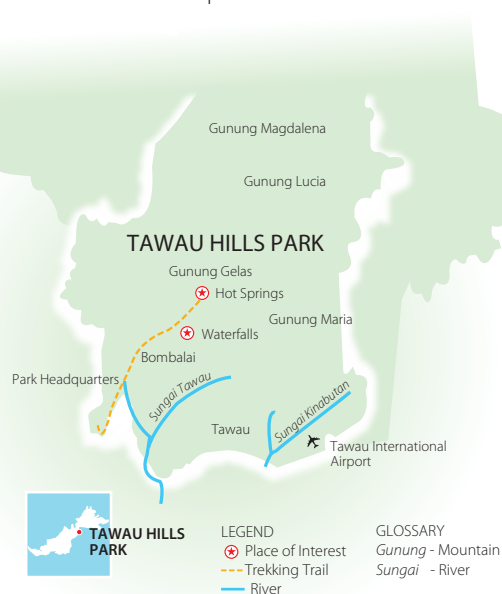 Gunung Magdalena
Gunung Lucia
TAWAU HILLS PARK
Gunung Gelas
Hot Springs
Gunung Maria
Waterfalls
Bombalai
Park Headquarters
Sungai Tawau
Sungai Kinabutan
Tawau
Tawau International
Airport
TAWAU HILLS
PARK
LEGEND
Place of Interest
Trekking Trail
River
GLOSSARY
Gunung - Mountain
Sungai - River